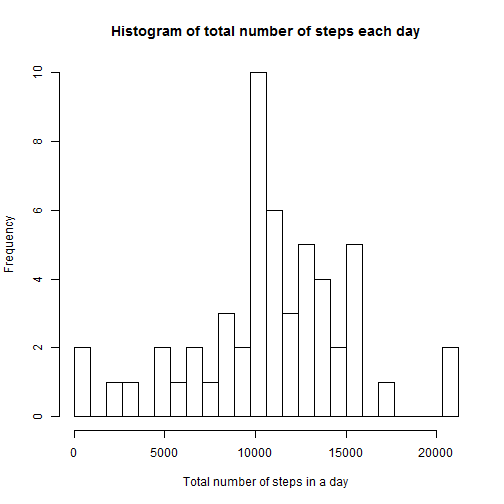 Histogram of total number of steps each day
Frequency
10
8
6
4
2
0
0 5000 10000 15000 20000
Total number of steps in a day